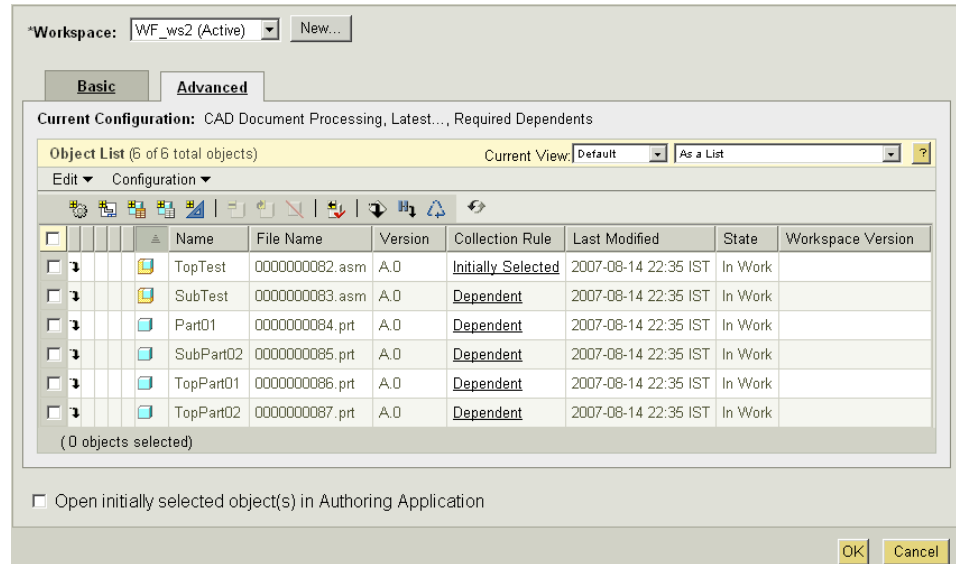 *Workspace: WF_ws2 (Active) New...
Basic Advanced
Current Configuration: CAD Document Processing, Latest..., Required Dependents
Object List (6 of 6 total objects) Current View: Default As a List ?
Edit Configuration
Name File Name Version Collection Rule Last Modified State Workspace Version
TopTest 0000000082.asm A.0 Initially Selected 2007-08-14 22:35 IST In Work
SubTest 0000000083.asm A.0 Dependent 2007-08-14 22:35 IST In Work
Part01 0000000084.prt A.0 Dependent 2007-08-14 22:35 IST In Work
SubPart02 0000000085.prt A.0 Dependent 2007-08-14 22:35 IST In Work
TopPart01 0000000086.prt A.0 Dependent 2007-08-14 22:35 IST In Work
TopPart02 0000000087.prt A.0 Dependent 2007-08-14 22:35 IST In Work
(0 objects selected)
Open initially selected object(s) in Authoring Application
OK Cancel